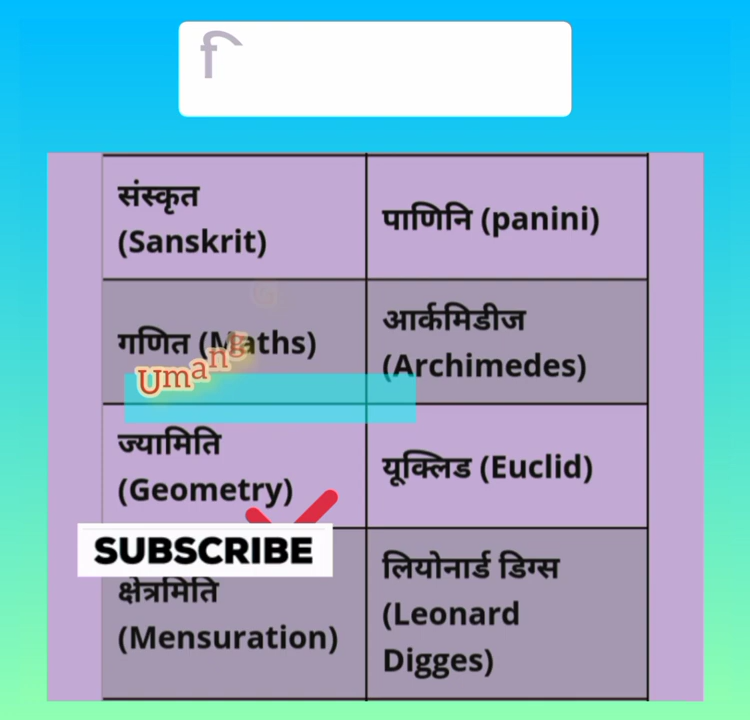 संस्कृत
(Sanskrit)
पाणिनि (panini)
गणित (Maths)
आर्कमिडीज
(Archimedes)
Umang
ज्यामिति
(Geometry)
यूक्लिड (Euclid)
SUBSCRIBE
क्षेत्रमिति
(Mensuration)
लियोनार्ड डिग्स
(Leonard
Digges)